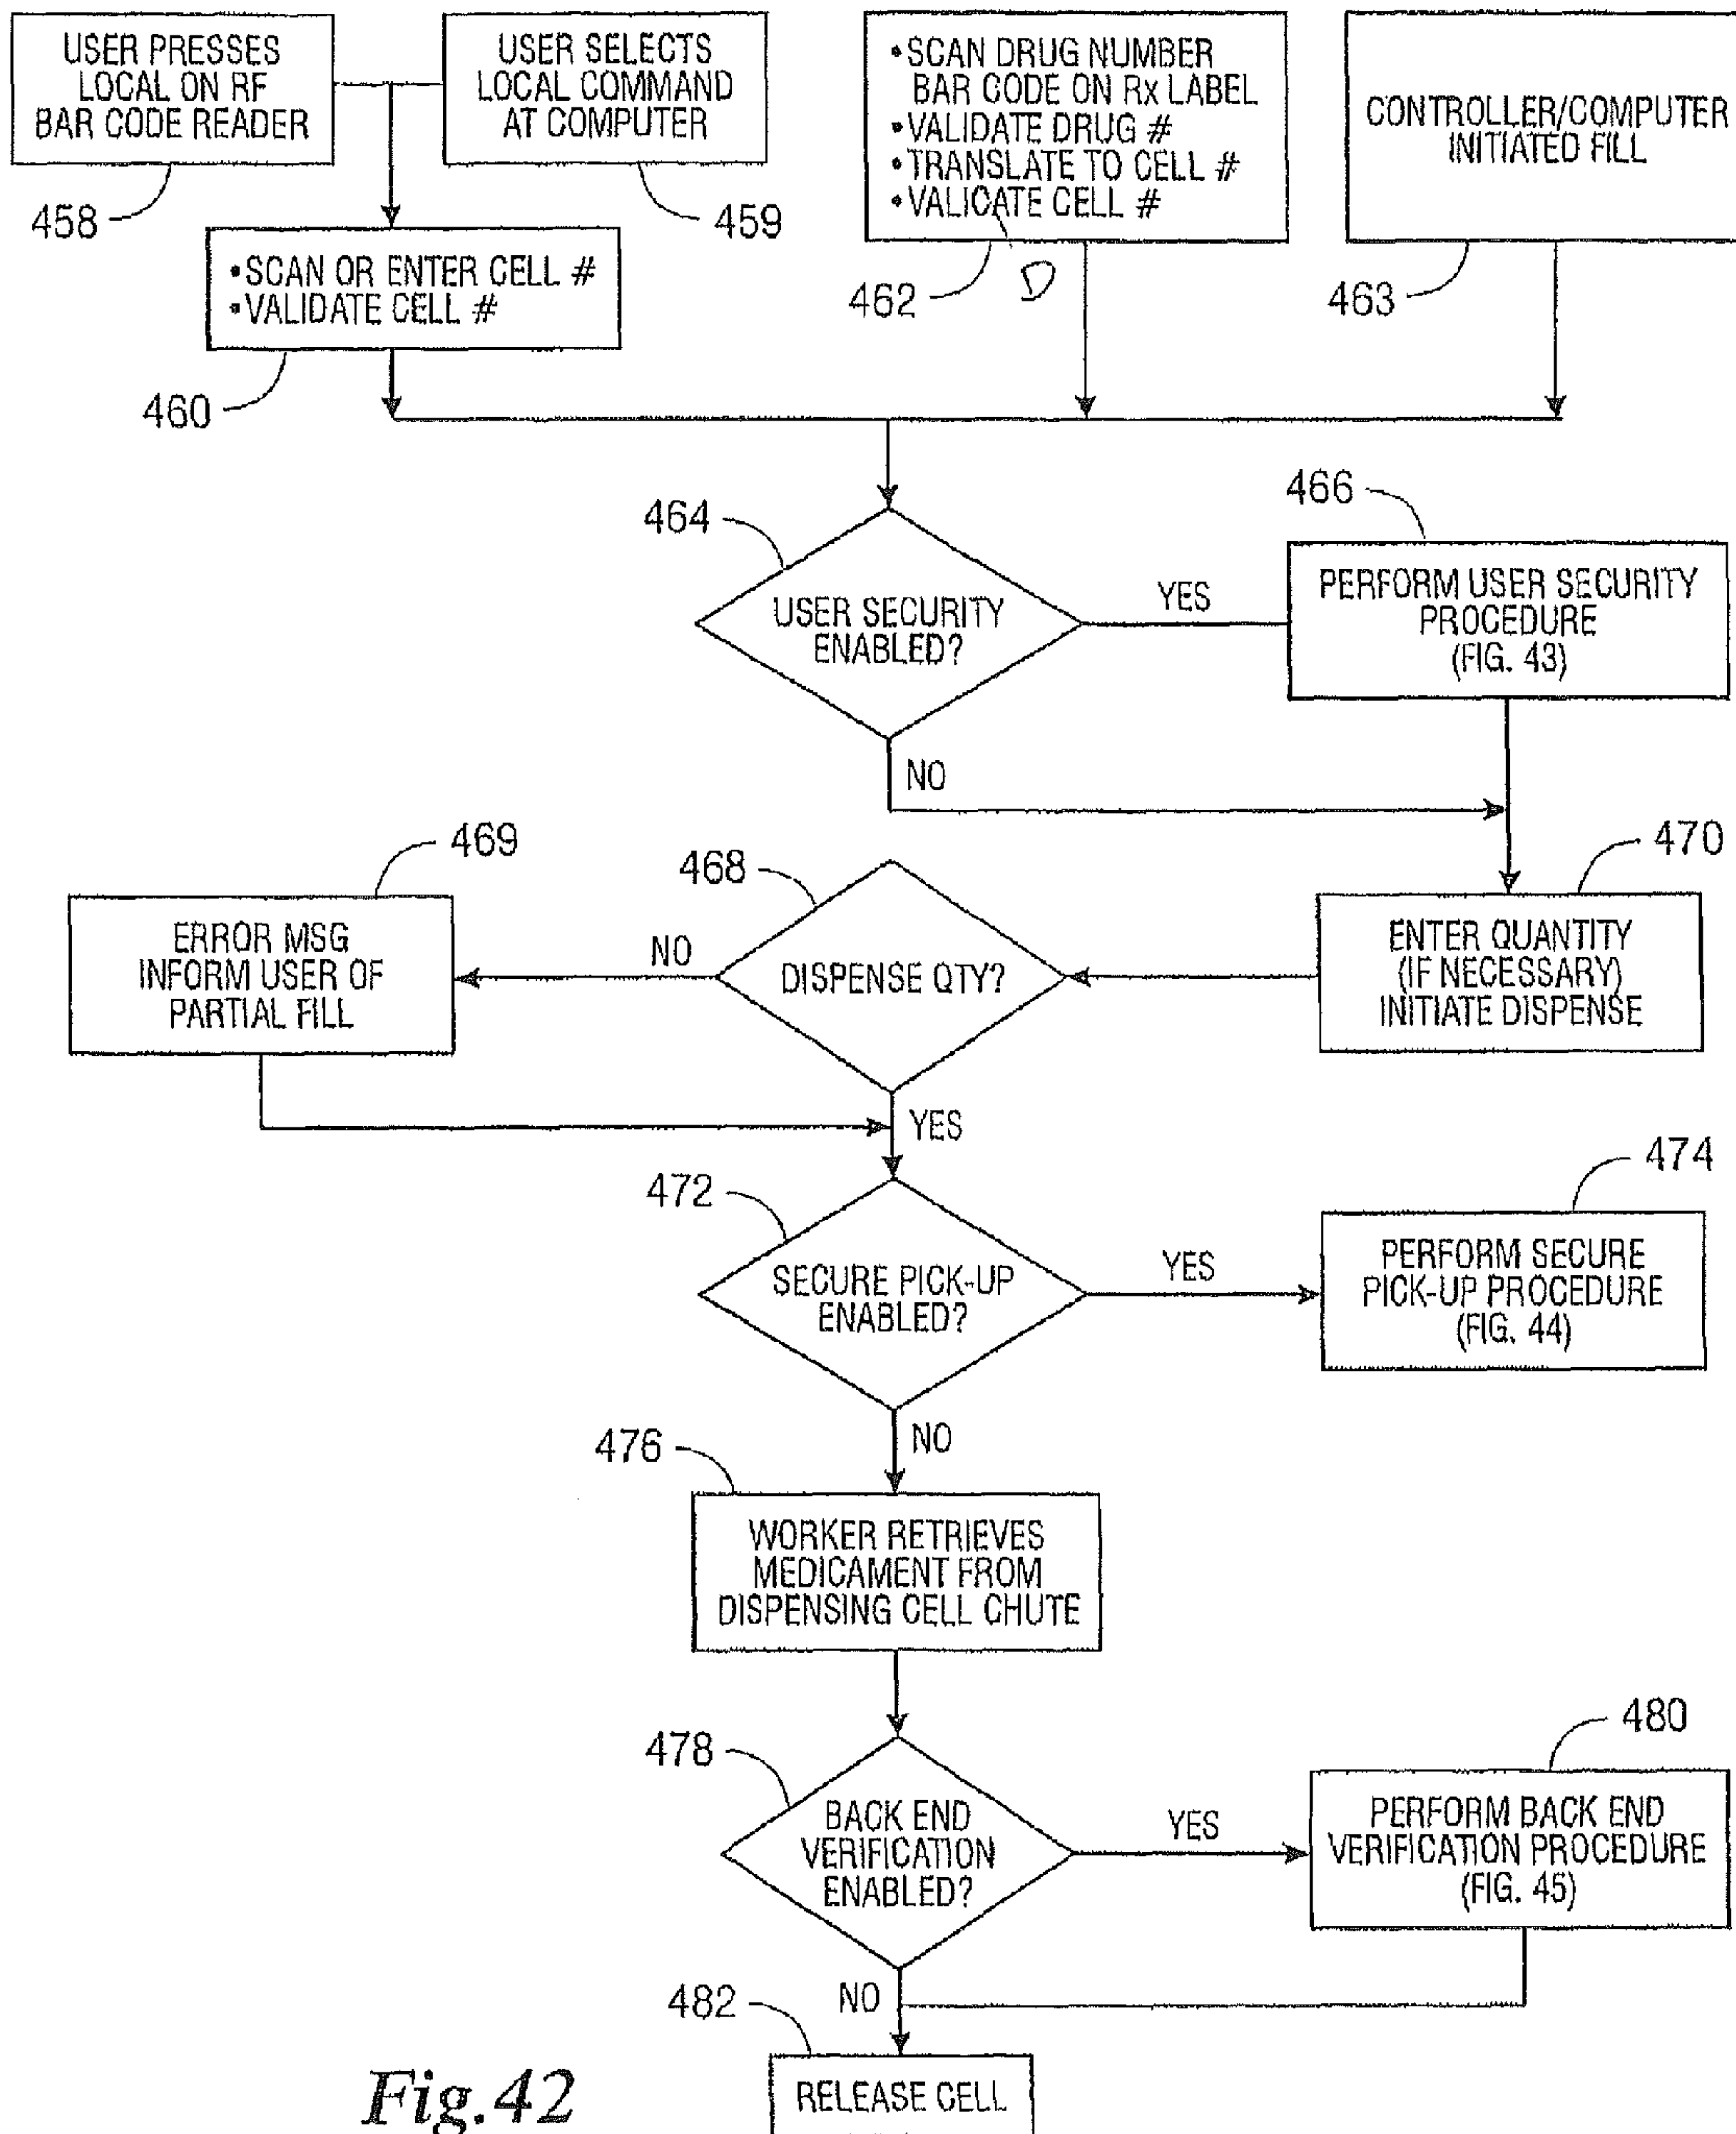 USER PRESSES
LOCAL ON RF
BAR CODE READER
458
USER SELECTS
LOCAL COMMAND
AT COMPUTER
459
•SCAN DRUG NUMBER
BAR CODE ON Rx LABEL
•VALIDATE DRUG #
•TRANSLATE TO CELL #
•VALICATE CELL #
D
462
CONTROLLER/COMPUTER
INITIATED FILL
463
•SCAN OR ENTER CELL #
•VALIDATE CELL #
460
464
USER SECURITY
ENABLED?
YES
NO
466
PERFORM USER SECURITY
PROCEDURE
(FIG. 43)
470
ENTER QUANTITY
(IF NECESSARY)
INITIATE DISPENSE
468
DISPENSE QTY?
NO
YES
469
ERROR MSG
INFORM USER OF
PARTIAL FILL
472
SECURE PICK-UP
ENABLED?
YES
NO
474
PERFORM SECURE
PICK-UP PROCEDURE
(FIG. 44)
476
WORKER RETRIEVES
MEDICAMENT FROM
DISPENSING CELL CHUTE
478
BACK END
VERIFICATION
ENABLED?
YES
NO
480
PERFORM BACK END
VERIFICATION PROCEDURE
(FIG. 45)
482
RELEASE CELL
Fig.42